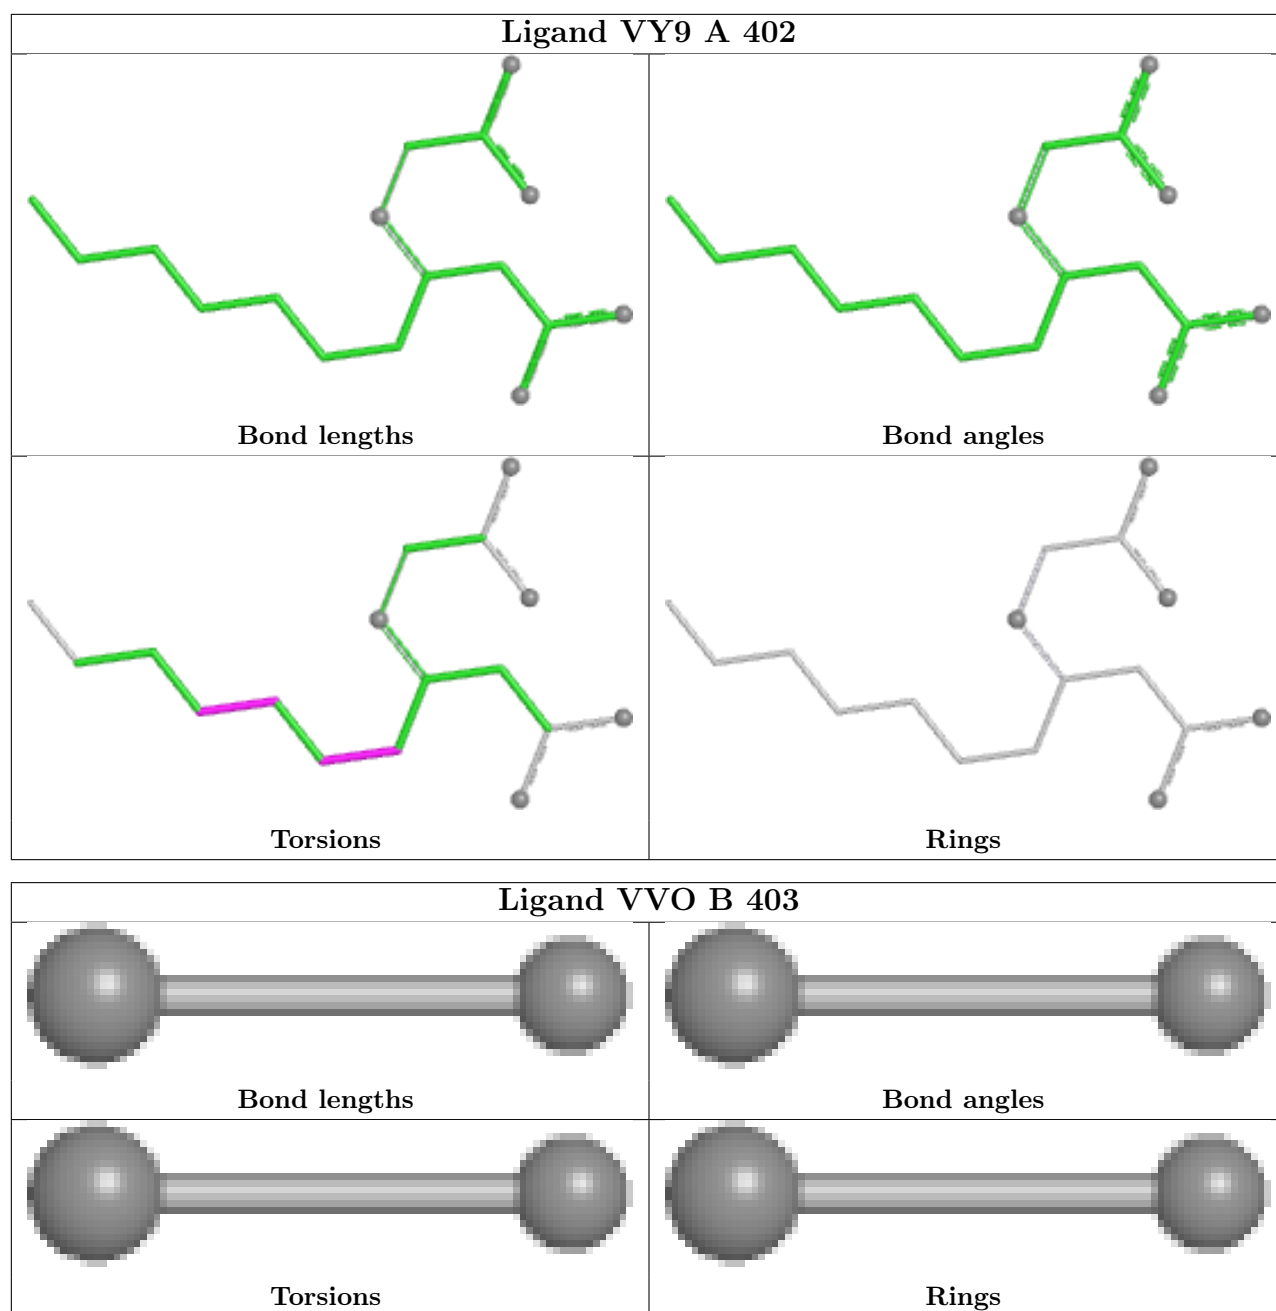 Ligand VY9 A 402
Bond lengths
Bond angles
Torsions
Rings
Ligand VVO B 403
Bond lengths
Bond angles
Torsions
Rings